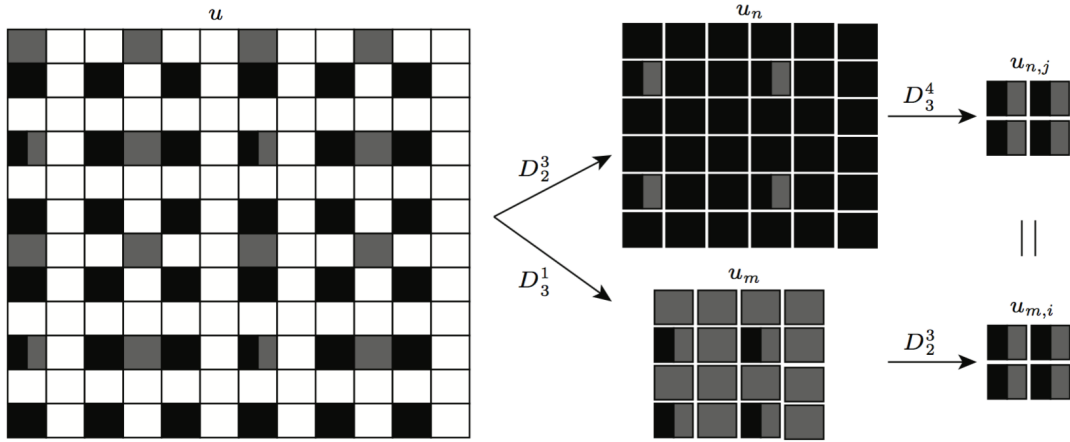 u
u_n
D_3^4
u_{n,j}
D_2^3
||
D_3^1
u_m
D_2^3
u_{m,i}